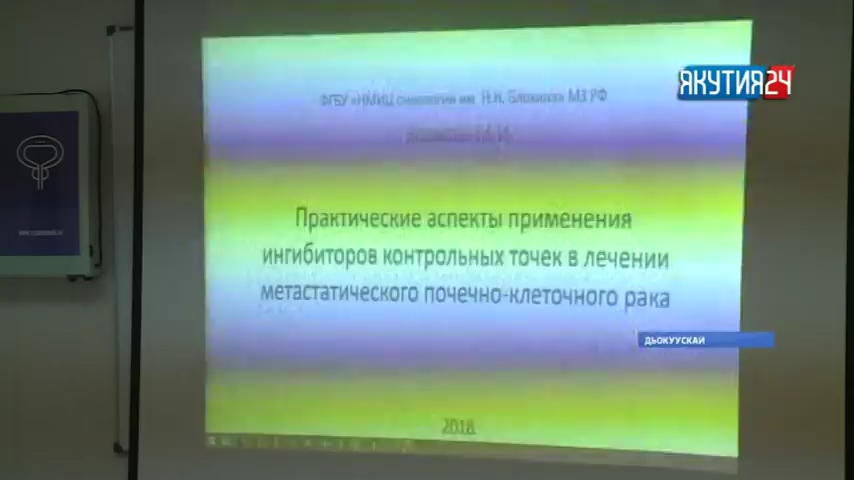 ЯКУТИЯ24
ФГБУ «НМИЦ онкологии им. Н.Н. Блохина» МЗ РФ
Практические аспекты применения
ингибиторов контрольных точек в лечении
метастатического почечно-клеточного рака
ДЬОКУУСКАЙ
2018